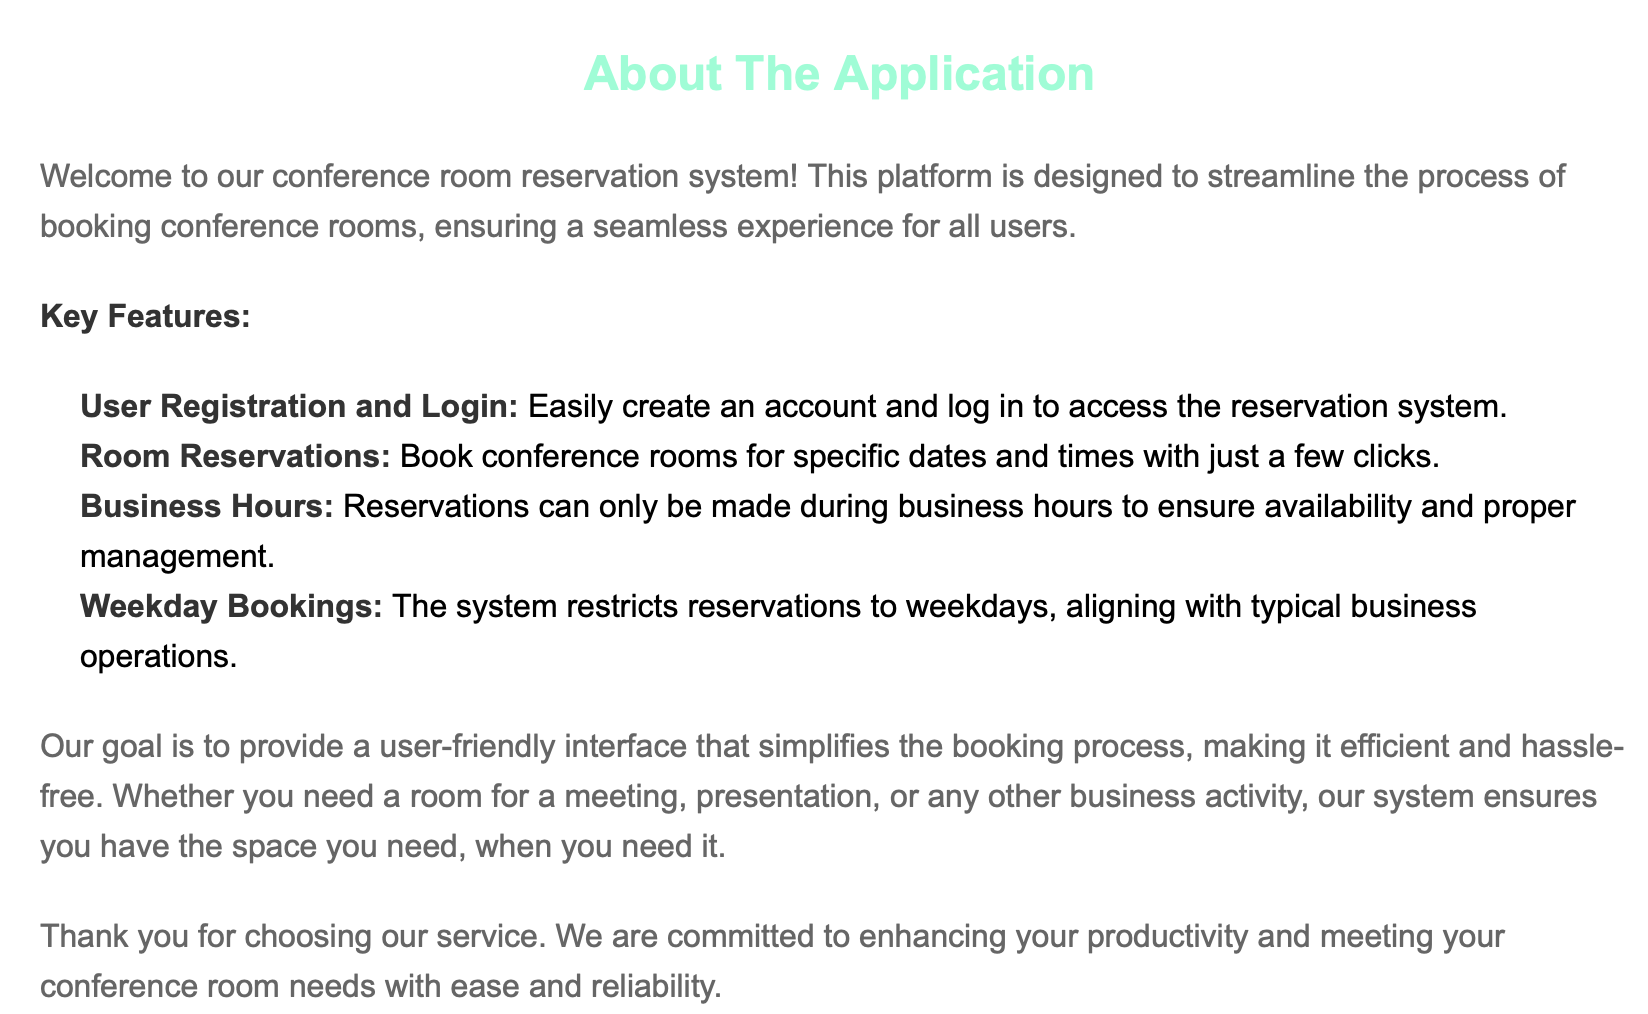 About The Application
Welcome to our conference room reservation system! This platform is designed to streamline the process of
booking conference rooms, ensuring a seamless experience for all users.
Key Features:
User Registration and Login: Easily create an account and log in to access the reservation system.
Room Reservations: Book conference rooms for specific dates and times with just a few clicks.
Business Hours: Reservations can only be made during business hours to ensure availability and proper
management.
Weekday Bookings: The system restricts reservations to weekdays, aligning with typical business
operations.
Our goal is to provide a user-friendly interface that simplifies the booking process, making it efficient and hassle-
free. Whether you need a room for a meeting, presentation, or any other business activity, our system ensures
you have the space you need, when you need it.
Thank you for choosing our service. We are committed to enhancing your productivity and meeting your
conference room needs with ease and reliability.